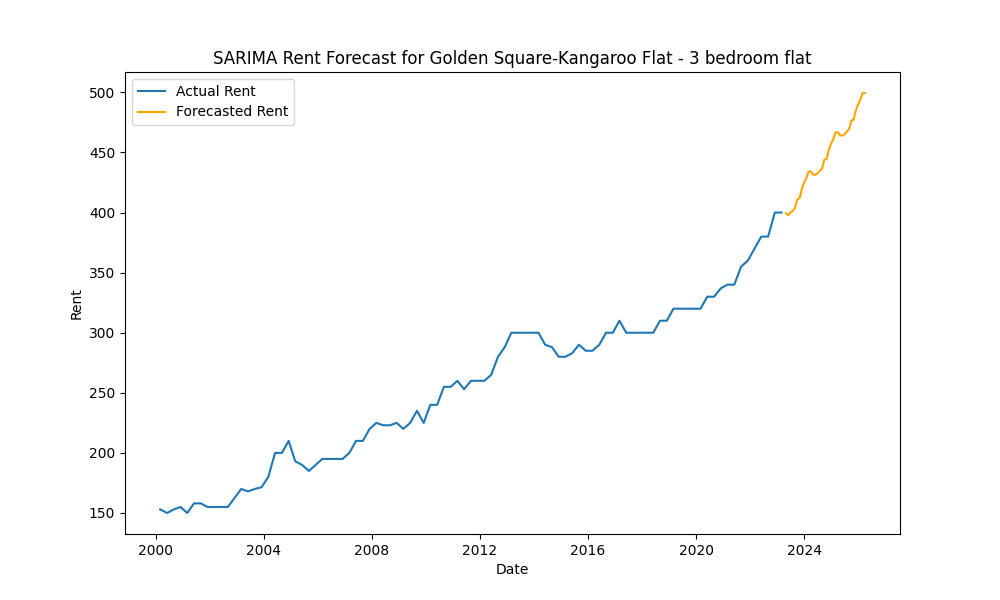 SARIMA Rent Forecast for Golden Square-Kangaroo Flat - 3 bedroom flat
Actual Rent
Forecasted Rent
500
450
400
350
300
250
200
150
Rent
2000 2004 2008 2012 2016 2020 2024
Date